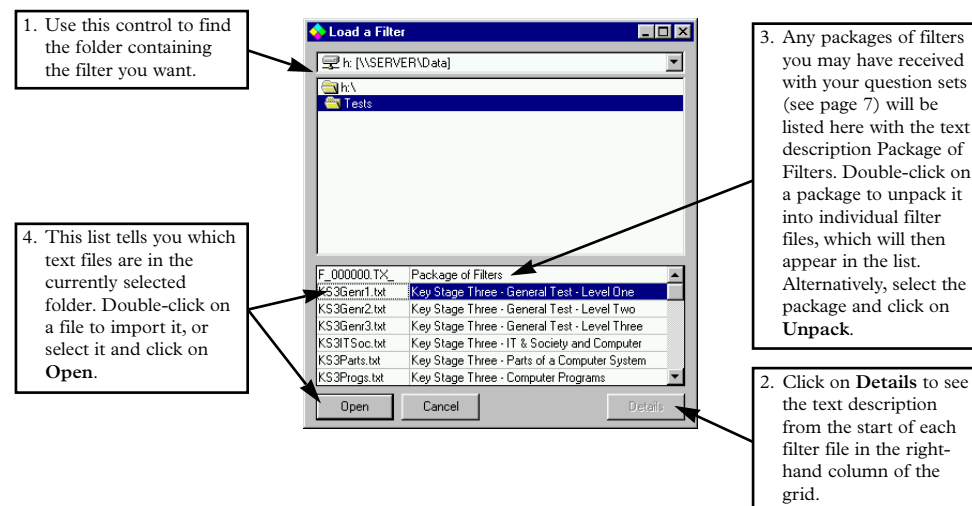 1. Use this control to find
the folder containing
the filter you want.
4. This list tells you which
text files are in the
currently selected
folder. Double-click on
a file to import it, or
select it and click on
Open.
Load a Filter
h: [\\SERVER\Data]
h:\
Tests
F_000000.TX_ Package of Filters
KS3Genr1.txt Key Stage Three - General Test - Level One
KS3Genr2.txt Key Stage Three - General Test - Level Two
KS3Genr3.txt Key Stage Three - General Test - Level Three
KS3ITSoc.txt Key Stage Three - IT & Society and Computer
KS3Parts.txt Key Stage Three - Parts of a Computer System
KS3Progs.txt Key Stage Three - Computer Programs
Open Cancel Details
3. Any packages of filters
you may have received
with your question sets
(see page 7) will be
listed here with the text
description Package of
Filters. Double-click on
a package to unpack it
into individual filter
files, which will then
appear in the list.
Alternatively, select the
package and click on
Unpack.
2. Click on Details to see
the text description
from the start of each
filter file in the right-
hand column of the
grid.